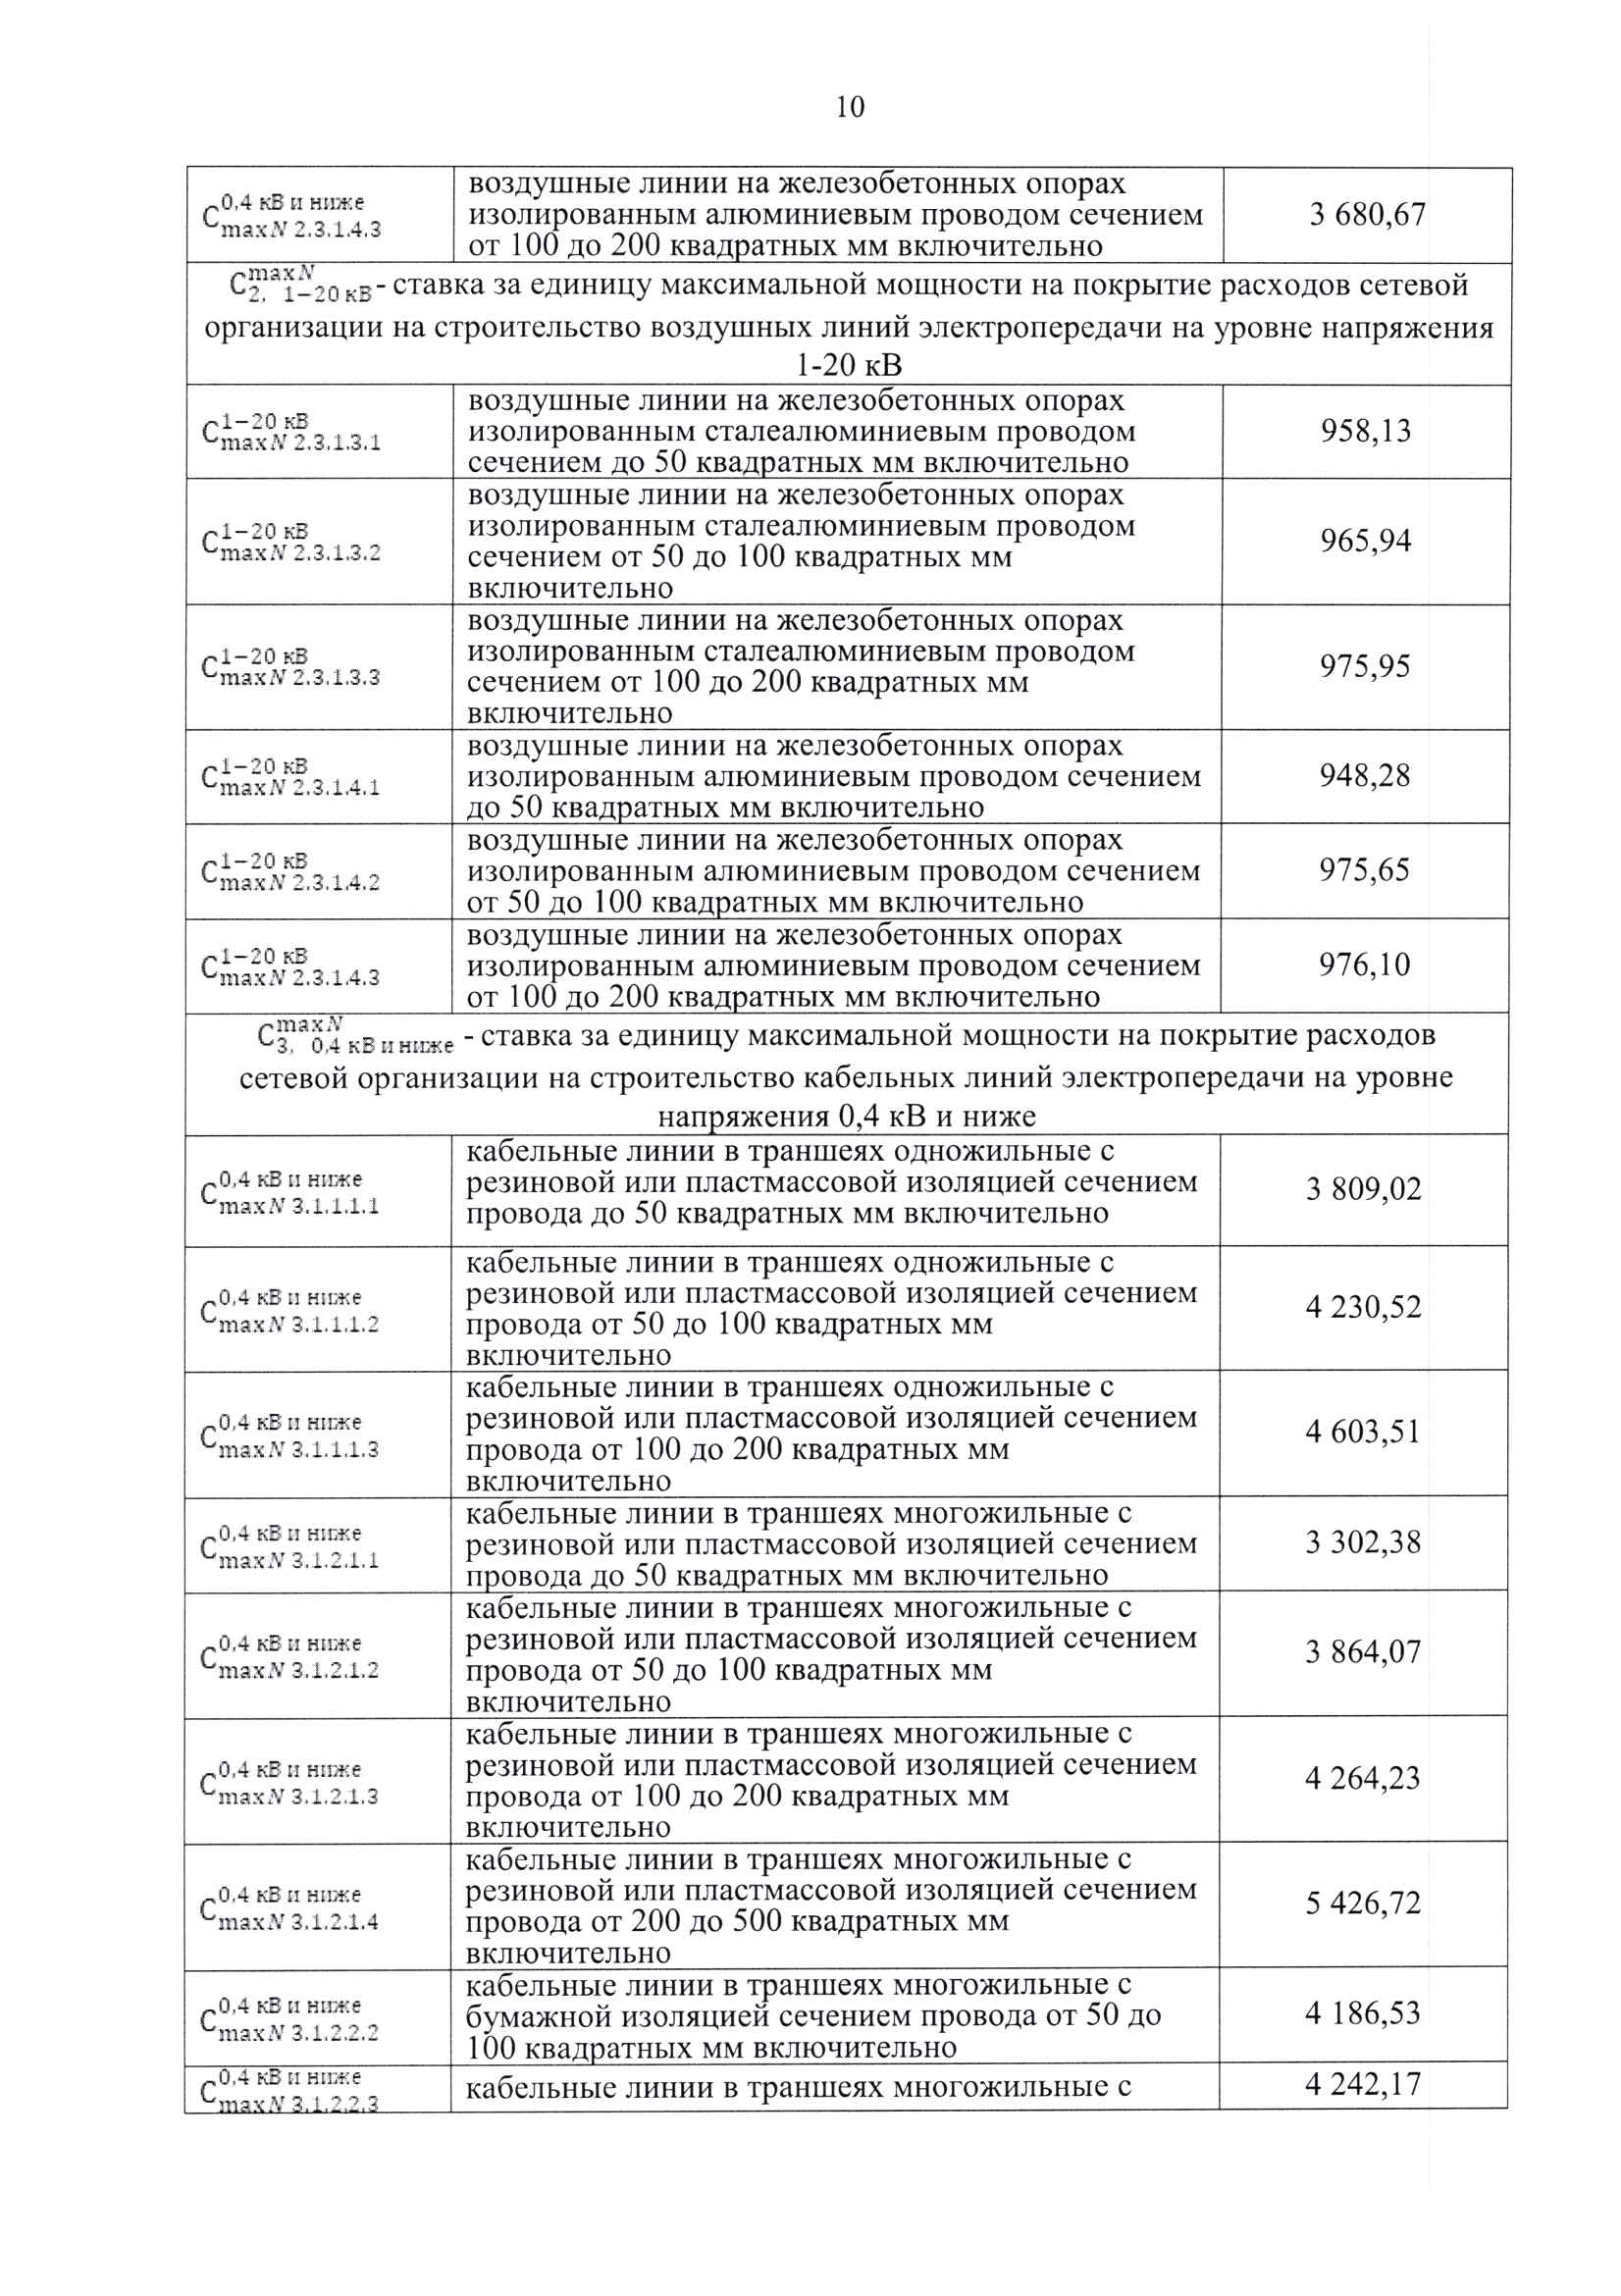 10
C 0,4 кВ и ниже maxN 2.3.1.4.3
воздушные линии на железобетонных опорах
изолированным алюминиевым проводом сечением
от 100 до 200 квадратных мм включительно
3 680,67
C maxN 2, 1–20 кВ - ставка за единицу максимальной мощности на покрытие расходов сетевой
организации на строительство воздушных линий электропередачи на уровне напряжения
1-20 кВ
C 1–20 кВ maxN 2.3.1.3.1
воздушные линии на железобетонных опорах
изолированным сталеалюминиевым проводом
сечением до 50 квадратных мм включительно
958,13
C 1–20 кВ maxN 2.3.1.3.2
воздушные линии на железобетонных опорах
изолированным сталеалюминиевым проводом
сечением от 50 до 100 квадратных мм
включительно
965,94
C 1–20 кВ maxN 2.3.1.3.3
воздушные линии на железобетонных опорах
изолированным сталеалюминиевым проводом
сечением от 100 до 200 квадратных мм
включительно
975,95
C 1–20 кВ maxN 2.3.1.4.1
воздушные линии на железобетонных опорах
изолированным алюминиевым проводом сечением
до 50 квадратных мм включительно
948,28
C 1–20 кВ maxN 2.3.1.4.2
воздушные линии на железобетонных опорах
изолированным алюминиевым проводом сечением
от 50 до 100 квадратных мм включительно
975,65
C 1–20 кВ maxN 2.3.1.4.3
воздушные линии на железобетонных опорах
изолированным алюминиевым проводом сечением
от 100 до 200 квадратных мм включительно
976,10
C maxN 3, 0,4 кВ и ниже - ставка за единицу максимальной мощности на покрытие расходов
сетевой организации на строительство кабельных линий электропередачи на уровне
напряжения 0,4 кВ и ниже
C 0,4 кВ и ниже maxN 3.1.1.1.1
кабельные линии в траншеях одножильные с
резиновой или пластмассовой изоляцией сечением
провода до 50 квадратных мм включительно
3 809,02
C 0,4 кВ и ниже maxN 3.1.1.1.2
кабельные линии в траншеях одножильные с
резиновой или пластмассовой изоляцией сечением
провода от 50 до 100 квадратных мм
включительно
4 230,52
C 0,4 кВ и ниже maxN 3.1.1.1.3
кабельные линии в траншеях одножильные с
резиновой или пластмассовой изоляцией сечением
провода от 100 до 200 квадратных мм
включительно
4 603,51
C 0,4 кВ и ниже maxN 3.1.2.1.1
кабельные линии в траншеях многожильные с
резиновой или пластмассовой изоляцией сечением
провода до 50 квадратных мм включительно
3 302,38
C 0,4 кВ и ниже maxN 3.1.2.1.2
кабельные линии в траншеях многожильные с
резиновой или пластмассовой изоляцией сечением
провода от 50 до 100 квадратных мм
включительно
3 864,07
C 0,4 кВ и ниже maxN 3.1.2.1.3
кабельные линии в траншеях многожильные с
резиновой или пластмассовой изоляцией сечением
провода от 100 до 200 квадратных мм
включительно
4 264,23
C 0,4 кВ и ниже maxN 3.1.2.1.4
кабельные линии в траншеях многожильные с
резиновой или пластмассовой изоляцией сечением
провода от 200 до 500 квадратных мм
включительно
5 426,72
C 0,4 кВ и ниже maxN 3.1.2.2.2
кабельные линии в траншеях многожильные с
бумажной изоляцией сечением провода от 50 до
100 квадратных мм включительно
4 186,53
C 0,4 кВ и ниже maxN 3.1.2.2.3
кабельные линии в траншеях многожильные с
4 242,17